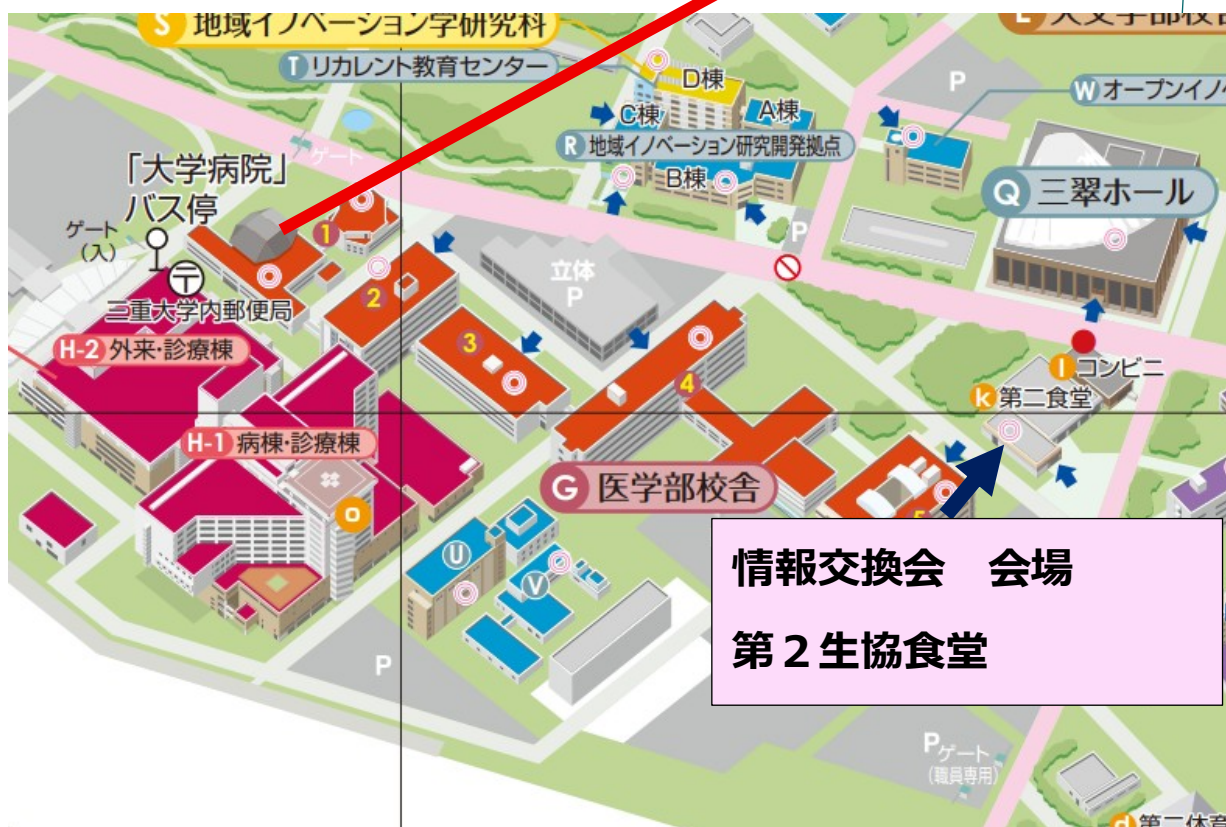 S 地域イノベーション学研究科
T リカレント教育センター
D棟
C棟
A棟
R 地域イノベーション研究開発拠点
B棟
P
W オープンイノ
Q 三翠ホール
P
ゲート
「大学病院」
バス停
ゲート
(入)
〒
三重大学内郵便局
1
2
3
4
立体
P
H-2 外来・診療棟
H-1 病棟・診療棟
o
l コンビニ
k 第二食堂
G 医学部校舎
5
U
V
情報交換会 会場
第2生協食堂
P
P ゲート
(職員専用)
d 第二体育